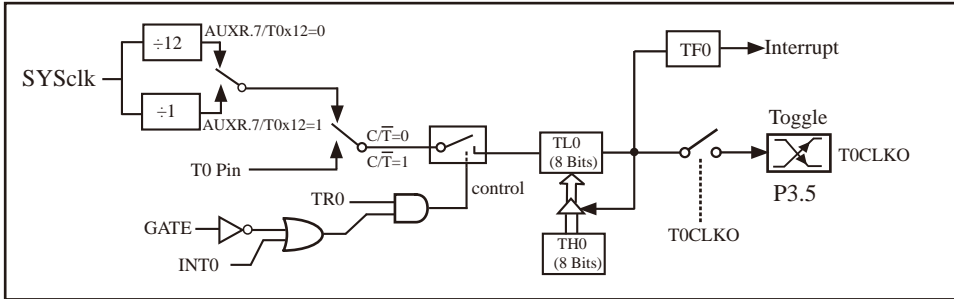 AUXR.7/T0x12=0
÷12
SYSclk
÷1
AUXR.7/T0x12=1
T0 Pin
C/T̅=0
C/T̅=1
TR0
GATE
INT0
control
TL0
(8 Bits)
TH0
(8 Bits)
TF0
Interrupt
Toggle
T0CLKO
P3.5
T0CLKO